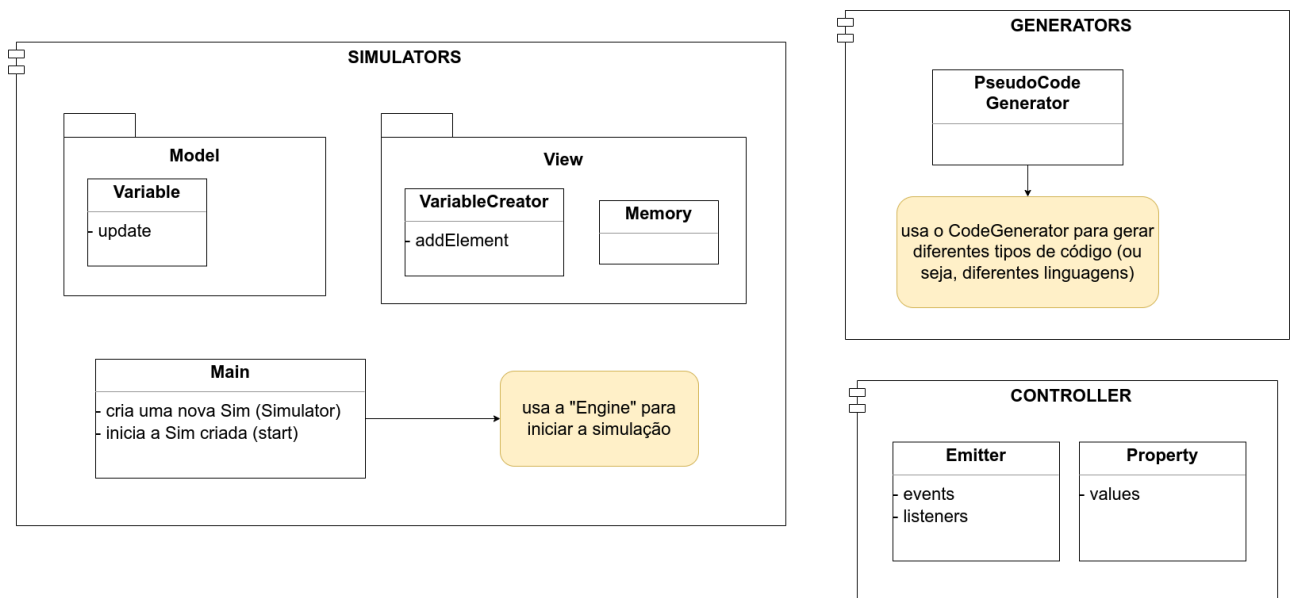 SIMULATORS
Model
Variable
- update
View
VariableCreator
- addElement
Memory
Main
- cria uma nova Sim (Simulator)
- inicia a Sim criada (start)
usa a "Engine" para
iniciar a simulação
GENERATORS
PseudoCode
Generator
usa o CodeGenerator para gerar
diferentes tipos de código (ou
seja, diferentes linguagens)
CONTROLLER
Emitter
- events
- listeners
Property
- values